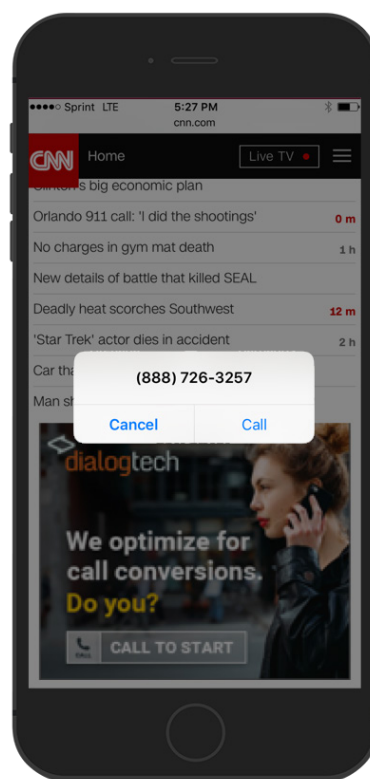 Sprint LTE 5:27 PM
cnn.com
CNN Home Live TV
Clinton's big economic plan
Orlando 911 call: 'I did the shootings' 0 m
No charges in gym mat death 1 h
New details of battle that killed SEAL
Deadly heat scorches Southwest 12 m
'Star Trek' actor dies in accident 2 h
Car
(888) 726-3257
Man
Cancel Call
dialogtech
We optimize for
call conversions.
Do you?
CALL CALL TO START